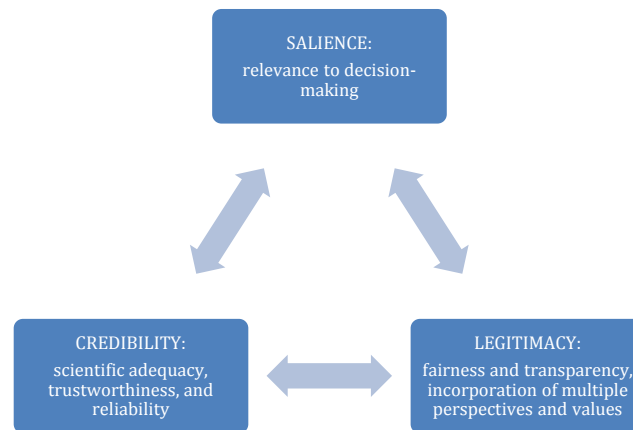 SALIENCE:
relevance to decision-
making
CREDIBILITY:
scientific adequacy,
trustworthiness, and
reliability
LEGITIMACY:
fairness and transparency,
incorporation of multiple
perspectives and values